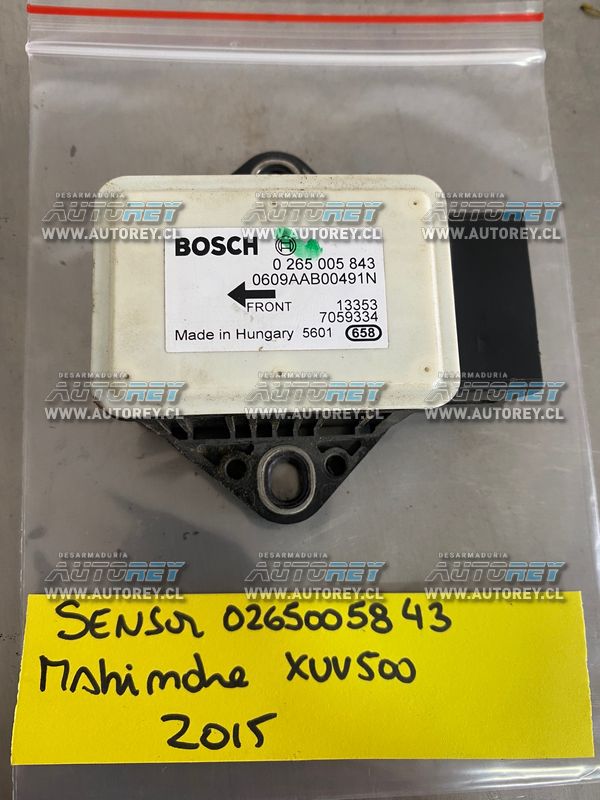 BOSCH
0 265 005 843
0609AAB00491N
FRONT 13353
7059334
Made in Hungary 5601 658
SENSOR 0265005843
MAhindra XUV500
2015
DESARMADURIA
AUTOREY
WWW.AUTOREY.CL